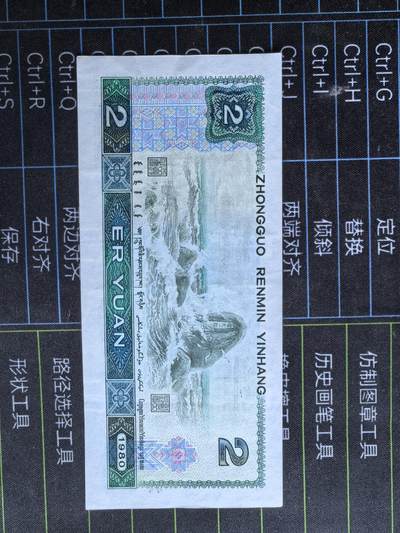 Ctrl+G 定位
仿制图章工具
Ctrl+H 替换
Ctrl+I 倾斜
历史画笔工具
Ctrl+J 两端对齐
工具
ZHONGGUO RENMIN YINHANG
2
2
2 ER YUAN 1980
Ctrl+Q 两边对齐
路径选择工具
Ctrl+R 右对齐
Ctrl+S 保存
形状工具